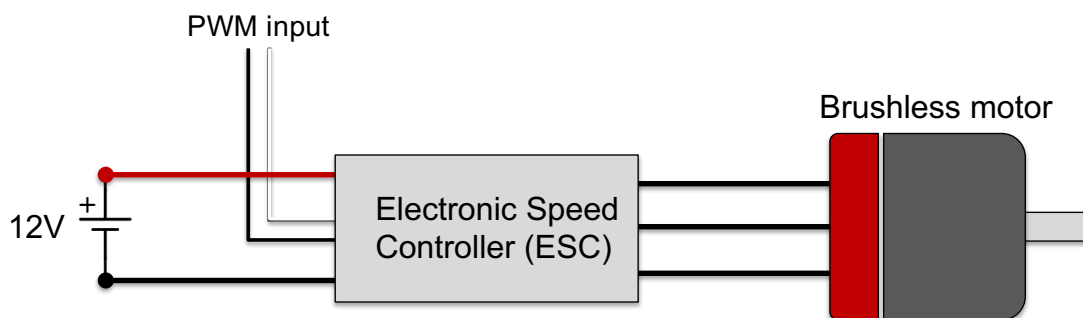 PWM input
Brushless motor
+
12V
Electronic Speed
Controller (ESC)